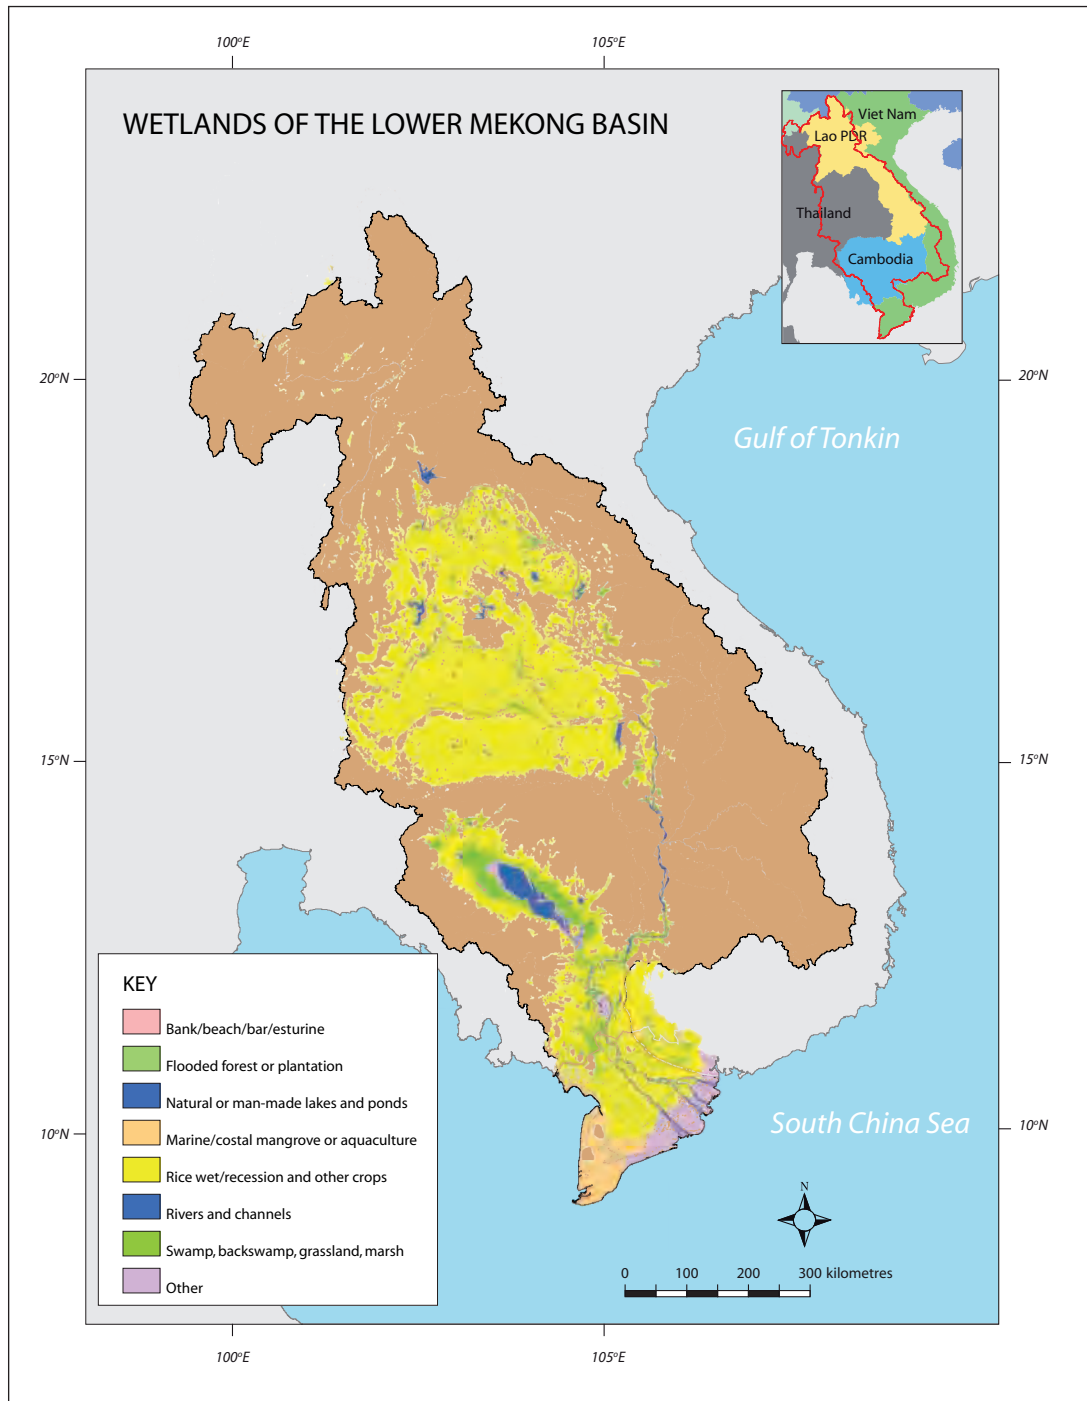 100°E 105°E
WETLANDS OF THE LOWER MEKONG BASIN
Viet Nam
Lao PDR
Thailand
Cambodia
20°N 20°N
Gulf of Tonkin
15°N 15°N
KEY
Bank/beach/bar/esturine
Flooded forest or plantation
Natural or man-made lakes and ponds
Marine/costal mangrove or aquaculture
Rice wet/recession and other crops
Rivers and channels
Swamp, backswamp, grassland, marsh
Other
10°N 10°N
South China Sea
N
0 100 200 300 kilometres
100°E 105°E